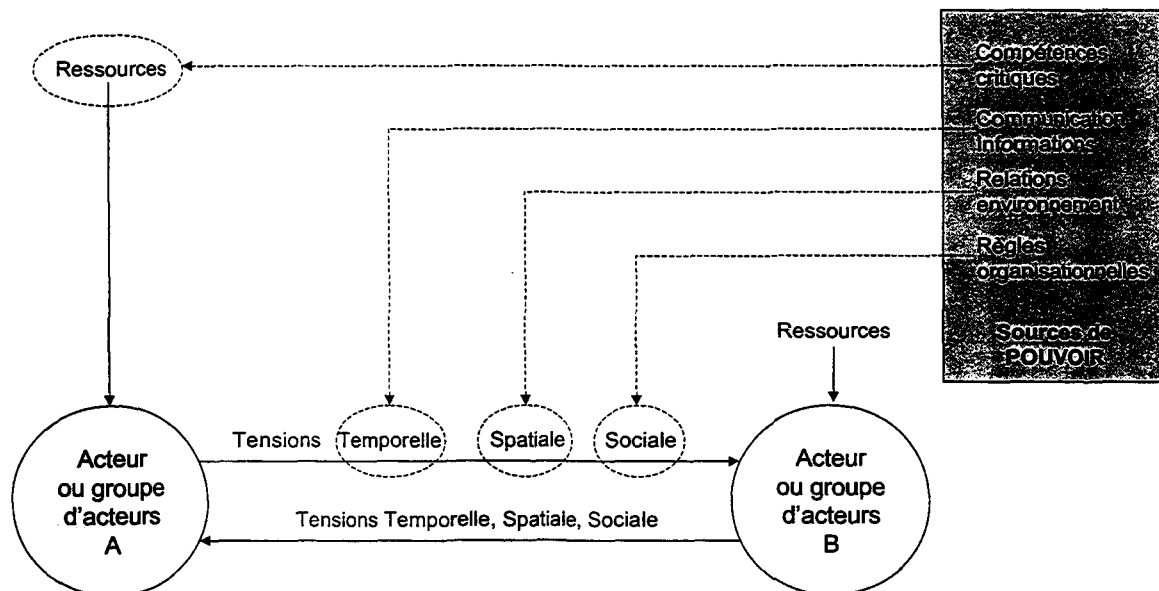 Ressources
Compétences
critiques
Communication
Informations
Relations
environnement
Règles
organisationnelles
Sources de
POUVOIR
Ressources
Tensions Temporelle Spatiale Sociale
Acteur
ou groupe
d'acteurs
A
Tensions Temporelle, Spatiale, Sociale
Acteur
ou groupe
d'acteurs
B